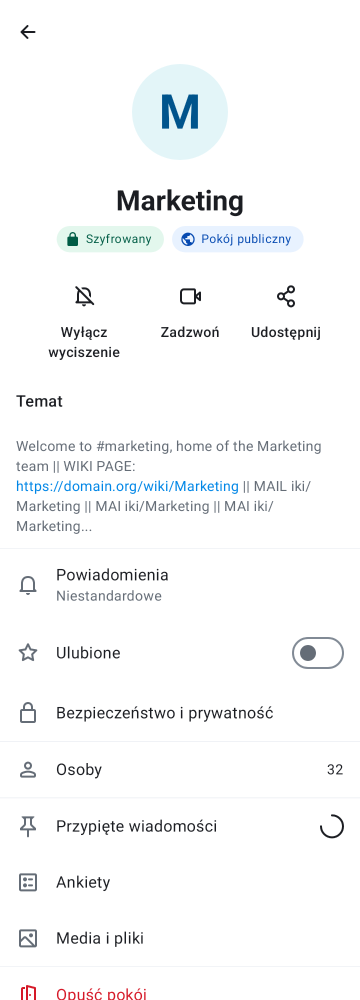 M
Marketing
Szyfrowany
Pokój publiczny
Wyłącz
wyciszenie
Zadzwoń
Udostępnij
Temat
Welcome to #marketing, home of the Marketing
team || WIKI PAGE:
https://domain.org/wiki/Marketing || MAIL iki/
Marketing || MAI iki/Marketing || MAI iki/
Marketing...
Powiadomienia
Niestandardowe
Ulubione
Bezpieczeństwo i prywatność
Osoby 32
Przypięte wiadomości
Ankiety
Media i pliki
Opuść pokój